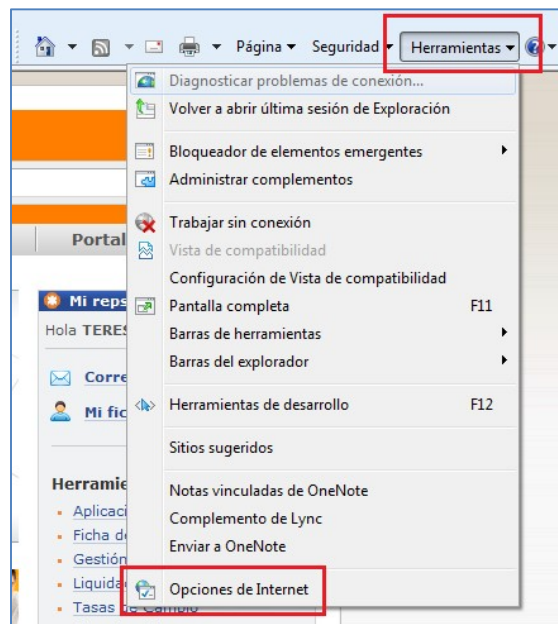 Página Seguridad Herramientas
Diagnosticar problemas de conexión...
Volver a abrir última sesión de Exploración
Bloqueador de elementos emergentes
Administrar complementos
Portal
Trabajar sin conexión
Vista de compatibilidad
Configuración de Vista de compatibilidad
Mi reps
Pantalla completa F11
Hola TERES
Barras de herramientas
Barras del explorador
Corre
Mi fic
Herramientas de desarrollo F12
Sitios sugeridos
Herramie
Notas vinculadas de OneNote
Aplicaci
Complemento de Lync
Ficha de
Enviar a OneNote
Gestión
Liquida
Opciones de Internet
Tasas de Cambio